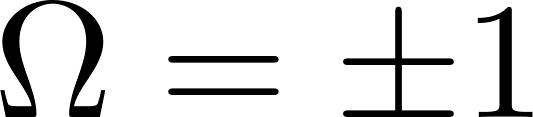 Ω = ±1